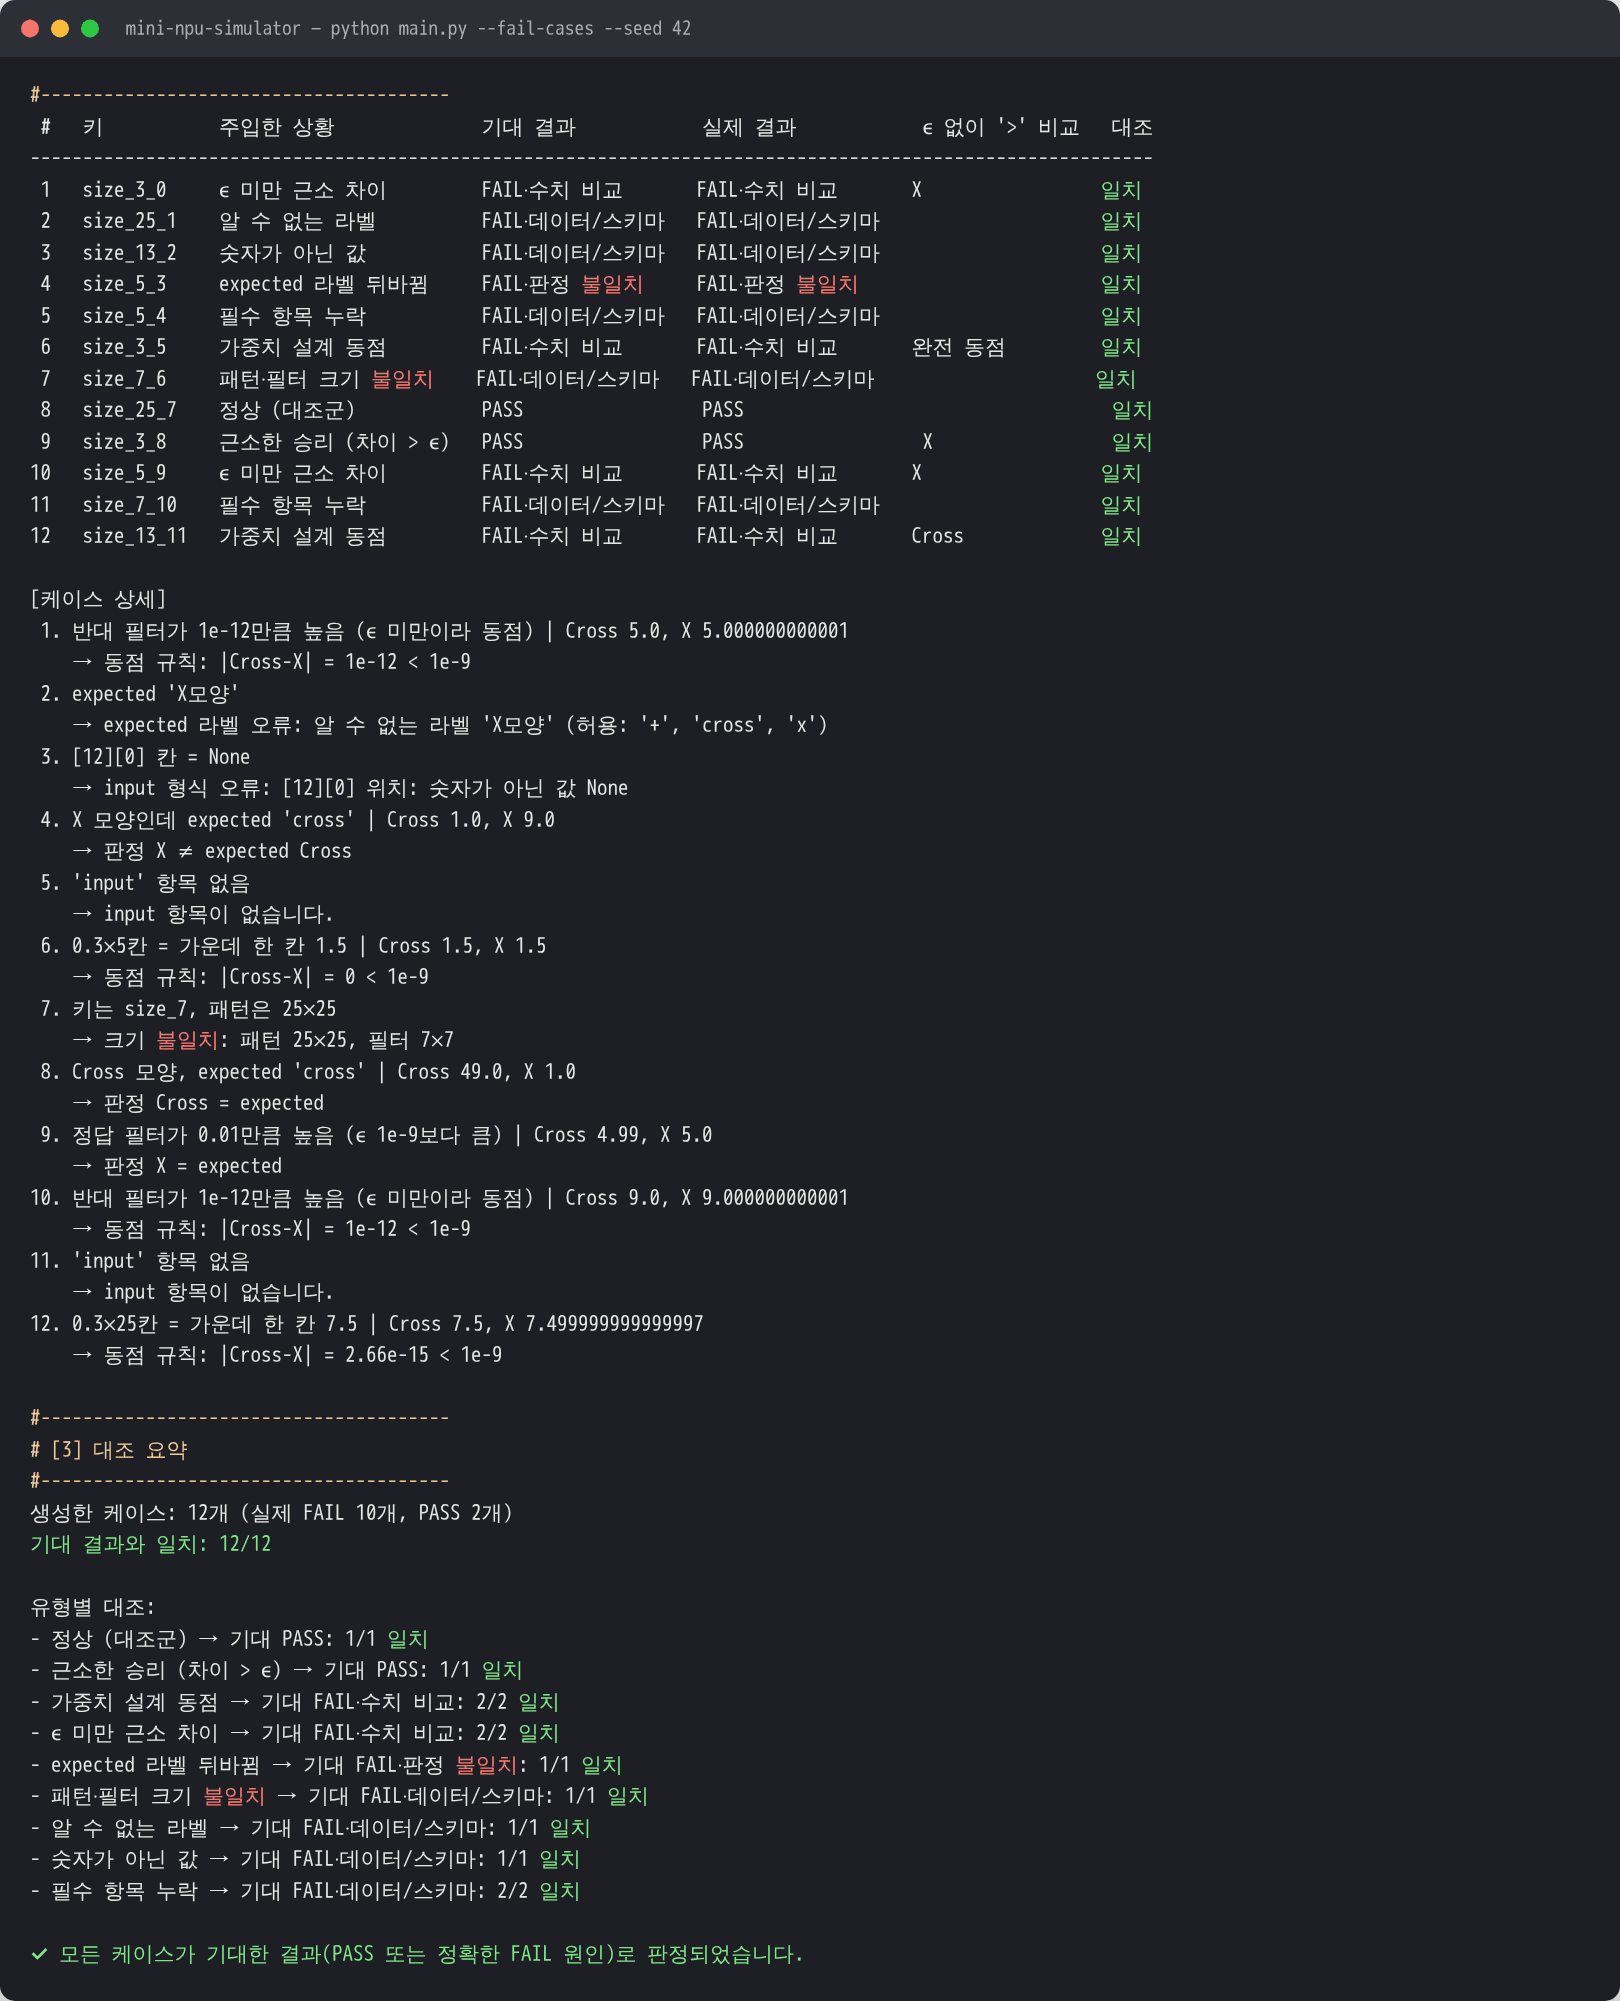 mini-npu-simulator — python main.py --fail-cases --seed 42
#---------------------------------------
# 키 주입한 상황 기대 결과 실제 결과 ϵ 없이 '>' 비교 대조
-----------------------------------------------------------------------------------------------------------
1 size_3_0 ϵ 미만 근소 차이 FAIL·수치 비교 FAIL·수치 비교 X 일치
2 size_25_1 알 수 없는 라벨 FAIL·데이터/스키마 FAIL·데이터/스키마 일치
3 size_13_2 숫자가 아닌 값 FAIL·데이터/스키마 FAIL·데이터/스키마 일치
4 size_5_3 expected 라벨 뒤바뀜 FAIL·판정 불일치 FAIL·판정 불일치 일치
5 size_5_4 필수 항목 누락 FAIL·데이터/스키마 FAIL·데이터/스키마 일치
6 size_3_5 가중치 설계 동점 FAIL·수치 비교 FAIL·수치 비교 완전 동점 일치
7 size_7_6 패턴·필터 크기 불일치 FAIL·데이터/스키마 FAIL·데이터/스키마 일치
8 size_25_7 정상 (대조군) PASS PASS 일치
9 size_3_8 근소한 승리 (차이 > ϵ) PASS PASS X 일치
10 size_5_9 ϵ 미만 근소 차이 FAIL·수치 비교 FAIL·수치 비교 X 일치
11 size_7_10 필수 항목 누락 FAIL·데이터/스키마 FAIL·데이터/스키마 일치
12 size_13_11 가중치 설계 동점 FAIL·수치 비교 FAIL·수치 비교 Cross 일치
[케이스 상세]
1. 반대 필터가 1e-12만큼 높음 (ϵ 미만이라 동점) | Cross 5.0, X 5.000000000001
→ 동점 규칙: |Cross-X| = 1e-12 < 1e-9
2. expected 'X모양'
→ expected 라벨 오류: 알 수 없는 라벨 'X모양' (허용: '+', 'cross', 'x')
3. [12][0] 칸 = None
→ input 형식 오류: [12][0] 위치: 숫자가 아닌 값 None
4. X 모양인데 expected 'cross' | Cross 1.0, X 9.0
→ 판정 X ≠ expected Cross
5. 'input' 항목 없음
→ input 항목이 없습니다.
6. 0.3×5칸 = 가운데 한 칸 1.5 | Cross 1.5, X 1.5
→ 동점 규칙: |Cross-X| = 0 < 1e-9
7. 키는 size_7, 패턴은 25×25
→ 크기 불일치: 패턴 25×25, 필터 7×7
8. Cross 모양, expected 'cross' | Cross 49.0, X 1.0
→ 판정 Cross = expected
9. 정답 필터가 0.01만큼 높음 (ϵ 1e-9보다 큼) | Cross 4.99, X 5.0
→ 판정 X = expected
10. 반대 필터가 1e-12만큼 높음 (ϵ 미만이라 동점) | Cross 9.0, X 9.000000000001
→ 동점 규칙: |Cross-X| = 1e-12 < 1e-9
11. 'input' 항목 없음
→ input 항목이 없습니다.
12. 0.3×25칸 = 가운데 한 칸 7.5 | Cross 7.5, X 7.499999999999997
→ 동점 규칙: |Cross-X| = 2.66e-15 < 1e-9
#---------------------------------------
# [3] 대조 요약
#---------------------------------------
생성한 케이스: 12개 (실제 FAIL 10개, PASS 2개)
기대 결과와 일치: 12/12
유형별 대조:
- 정상 (대조군) → 기대 PASS: 1/1 일치
- 근소한 승리 (차이 > ϵ) → 기대 PASS: 1/1 일치
- 가중치 설계 동점 → 기대 FAIL·수치 비교: 2/2 일치
- ϵ 미만 근소 차이 → 기대 FAIL·수치 비교: 2/2 일치
- expected 라벨 뒤바뀜 → 기대 FAIL·판정 불일치: 1/1 일치
- 패턴·필터 크기 불일치 → 기대 FAIL·데이터/스키마: 1/1 일치
- 알 수 없는 라벨 → 기대 FAIL·데이터/스키마: 1/1 일치
- 숫자가 아닌 값 → 기대 FAIL·데이터/스키마: 1/1 일치
- 필수 항목 누락 → 기대 FAIL·데이터/스키마: 2/2 일치
✔ 모든 케이스가 기대한 결과(PASS 또는 정확한 FAIL 원인)로 판정되었습니다.